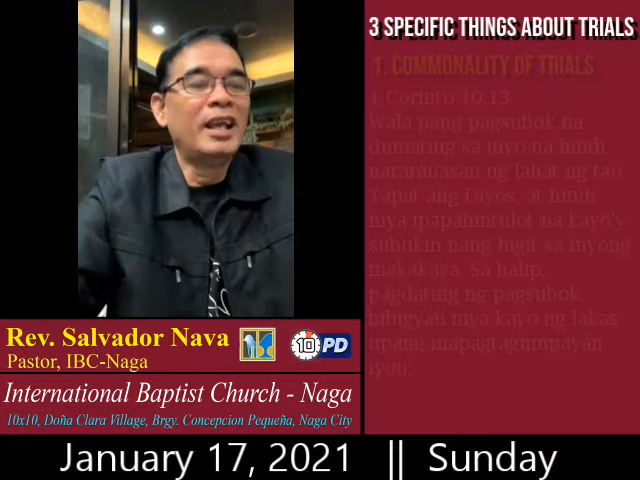 3 SPECIFIC THINGS ABOUT TRIALS
1. COMMONALITY OF TRIALS
1 Corinto 10:13
Wala pang pagsubok na
dumating sa inyo na hindi
nararanasan ng lahat ng tao.
Tapat ang Diyos, at hindi
niya ipapahintulot na kayo'y
subukin nang higit sa inyong
makakaya. Sa halip,
pagdating ng pagsubok,
bibigyan niya kayo ng lakas
upang mapagtagumpayan
iyon;
Rev. Salvador Nava
Pastor, IBC-Naga
10 PD
International Baptist Church - Naga
10x10, Doña Clara Village, Brgy. Concepcion Pequeña, Naga City
January 17, 2021 || Sunday